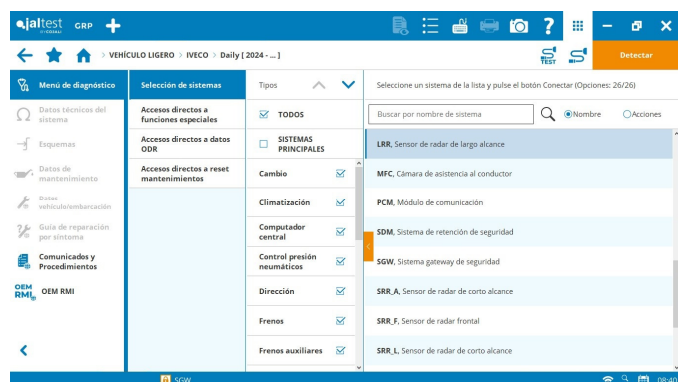 jaltest GRP
BY COJALI
> VEHÍCULO LIGERO > IVECO > Daily [ 2024 - ... ]
TEST
Detectar
Menú de diagnóstico
Datos técnicos del sistema
Esquemas
Datos de mantenimiento
Datos vehículo/embarcación
Guía de reparación por síntoma
Comunicados y Procedimientos
OEM RMI
OEM RMI
Selección de sistemas
Accesos directos a funciones especiales
Accesos directos a datos ODR
Accesos directos a reset mantenimientos
Tipos
TODOS
SISTEMAS PRINCIPALES
Cambio
Climatización
Computador central
Control presión neumáticos
Dirección
Frenos
Frenos auxiliares
Seleccione un sistema de la lista y pulse el botón Conectar (Opciones: 26/26)
Buscar por nombre de sistema
Nombre
Acciones
LRR, Sensor de radar de largo alcance
MFC, Cámara de asistencia al conductor
PCM, Módulo de comunicación
SDM, Sistema de retención de seguridad
SGW, Sistema gateway de seguridad
SRR_A, Sensor de radar de corto alcance
SRR_F, Sensor de radar frontal
SRR_L, Sensor de radar de corto alcance
SGW
08:40